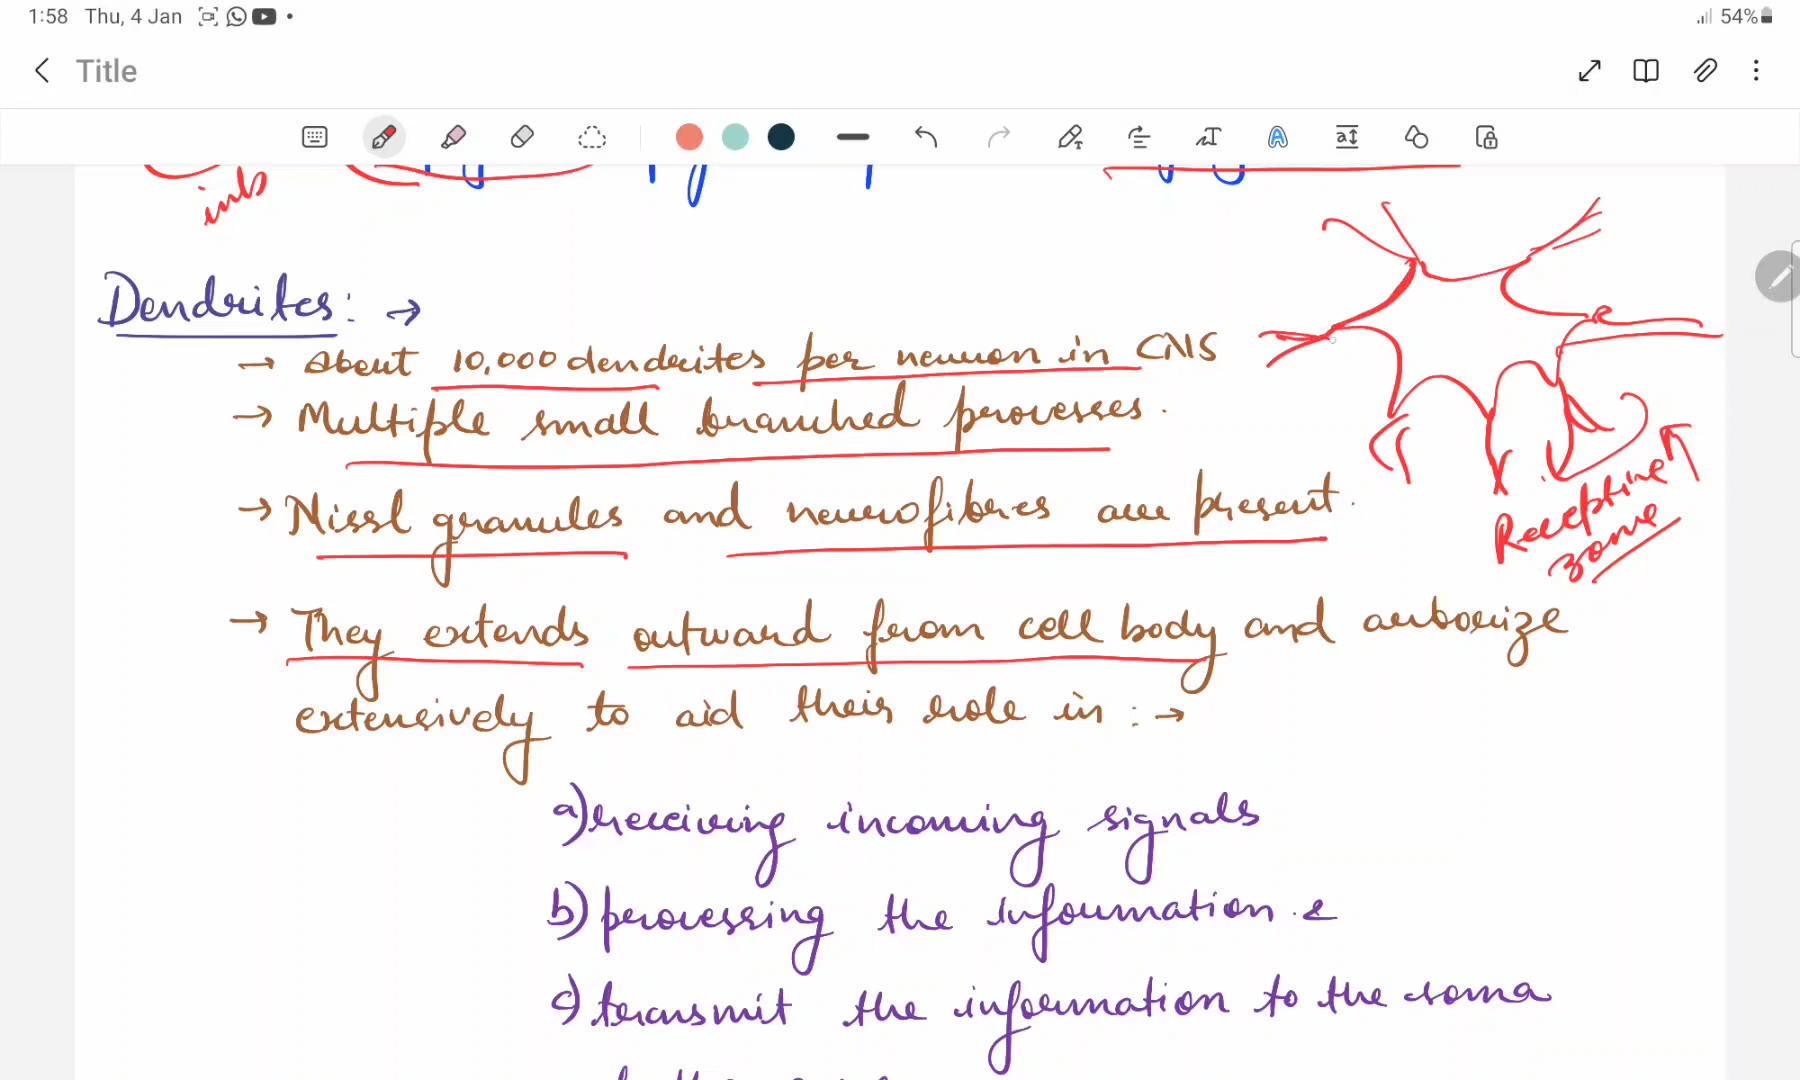 1:58 Thu, 4 Jan 54%
Title
Dendrites: →
→ About 10,000 dendrites per neuron in CNS
→ Multiple small branched processes.
→ Nissl granules and neurofibres are present.
Receptive
zone
→ They extends outward from cell body and arborize
extensively to aid their role in : →
a) receiving incoming signals
b) processing the information &
c) transmit the information to the soma